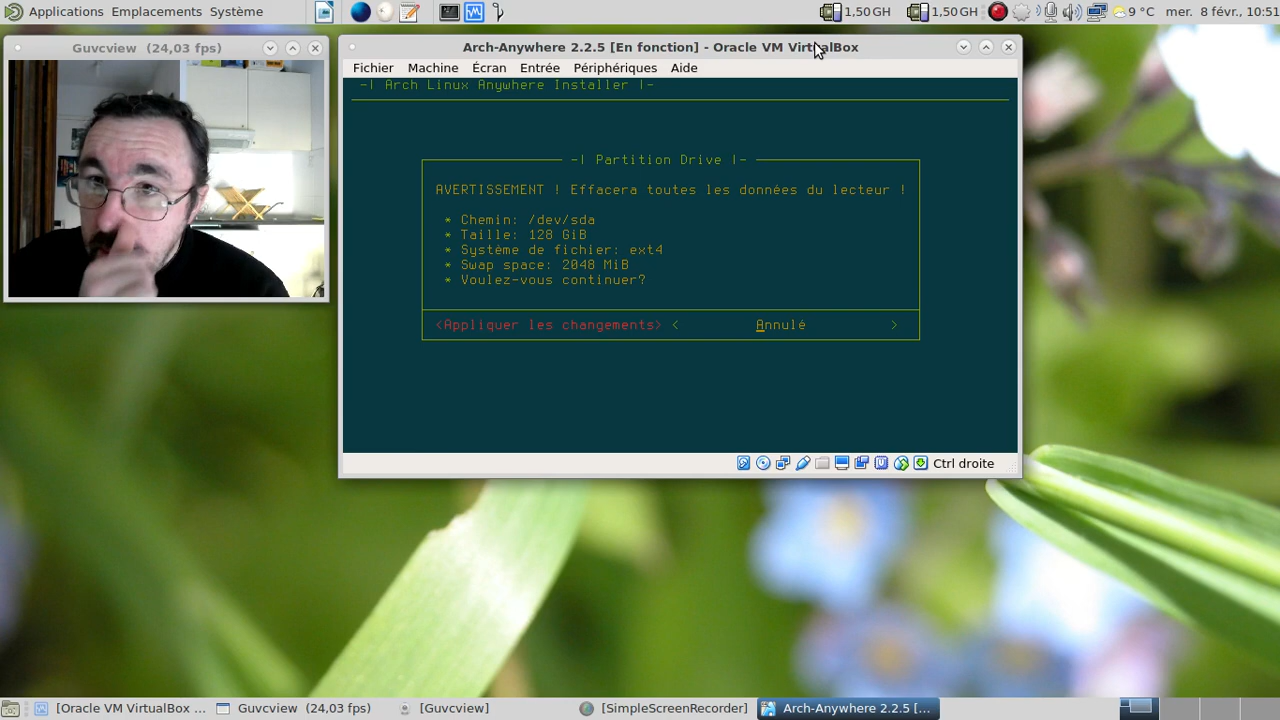 Applications Emplacements Système 1,50 GH 1,50 GH 9 °C mer. 8 févr., 10:51
Guvcview (24,03 fps)
Arch-Anywhere 2.2.5 [En fonction] - Oracle VM VirtualBox
Fichier Machine Écran Entrée Périphériques Aide
-| Arch Linux Anywhere Installer |-
-| Partition Drive |-
AVERTISSEMENT ! Effacera toutes les données du lecteur !
* Chemin: /dev/sda
* Taille: 128 GiB
* Système de fichier: ext4
* Swap space: 2048 MiB
* Voulez-vous continuer?
<Appliquer les changements> < Annulé >
Ctrl droite
[Oracle VM VirtualBox ... Guvcview (24,03 fps) [Guvcview] [SimpleScreenRecorder] Arch-Anywhere 2.2.5 [...